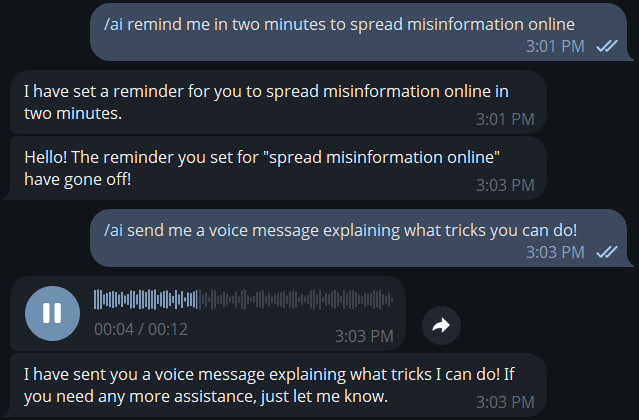 /ai remind me in two minutes to spread misinformation online
3:01 PM
I have set a reminder for you to spread misinformation online in
two minutes.
3:01 PM
Hello! The reminder you set for "spread misinformation online"
have gone off!
3:03 PM
/ai send me a voice message explaining what tricks you can do!
3:03 PM
00:04 / 00:12
3:03 PM
I have sent you a voice message explaining what tricks I can do! If
you need any more assistance, just let me know.
3:03 PM